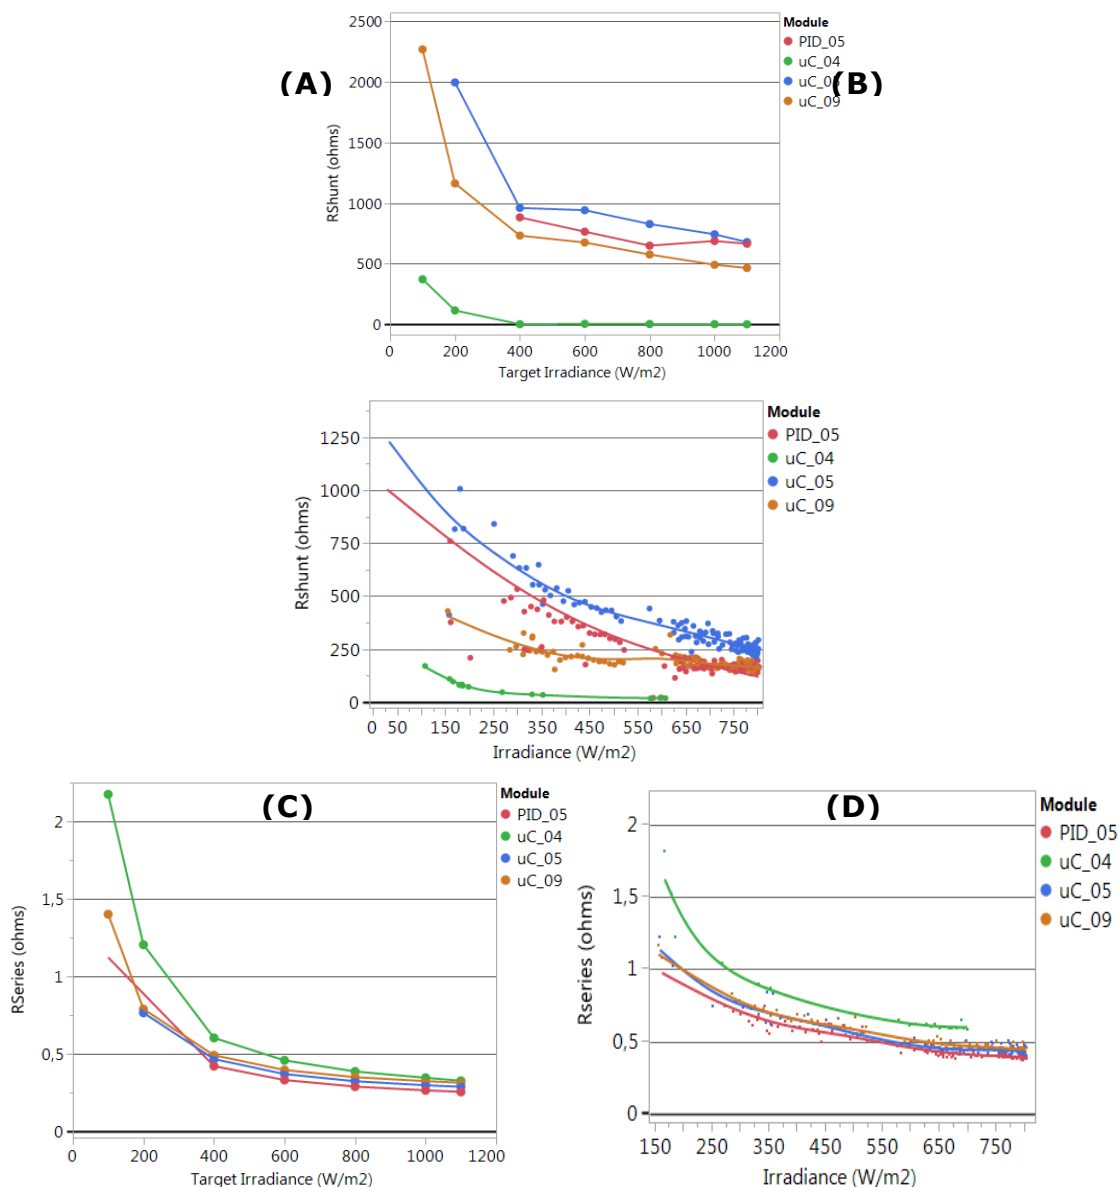 2500
2000
1500
1000
500
0
RShunt (ohms)
0 200 400 600 800 1000 1200
Target Irradiance (W/m2)
(A)
Module
PID_05
uC_04
uC_09
(B)
1250
1000
750
500
250
0
Rshunt (ohms)
0 50 150 250 350 450 550 650 750
Irradiance (W/m2)
Module
PID_05
uC_04
uC_05
uC_09
(C)
2
1,5
1
0,5
0
RSeries (ohms)
0 200 400 600 800 1000 1200
Target Irradiance (W/m2)
Module
PID_05
uC_04
uC_05
uC_09
(D)
2
1,5
1
0,5
0
Rseries (ohms)
150 250 350 450 550 650 750
Irradiance (W/m2)
Module
PID_05
uC_04
uC_05
uC_09